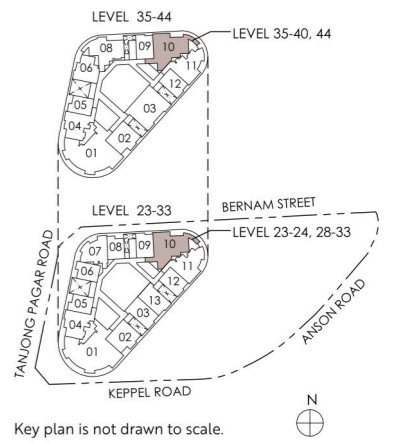 LEVEL 35-44
LEVEL 35-40, 44
08
09
10
11
06
12
05
03
04
02
01
LEVEL 23-33
BERNAM STREET
LEVEL 23-24, 28-33
07
08
09
10
11
06
12
05
13
03
04
02
01
TANJONG PAGAR ROAD
ANSON ROAD
KEPPEL ROAD
N
Key plan is not drawn to scale.